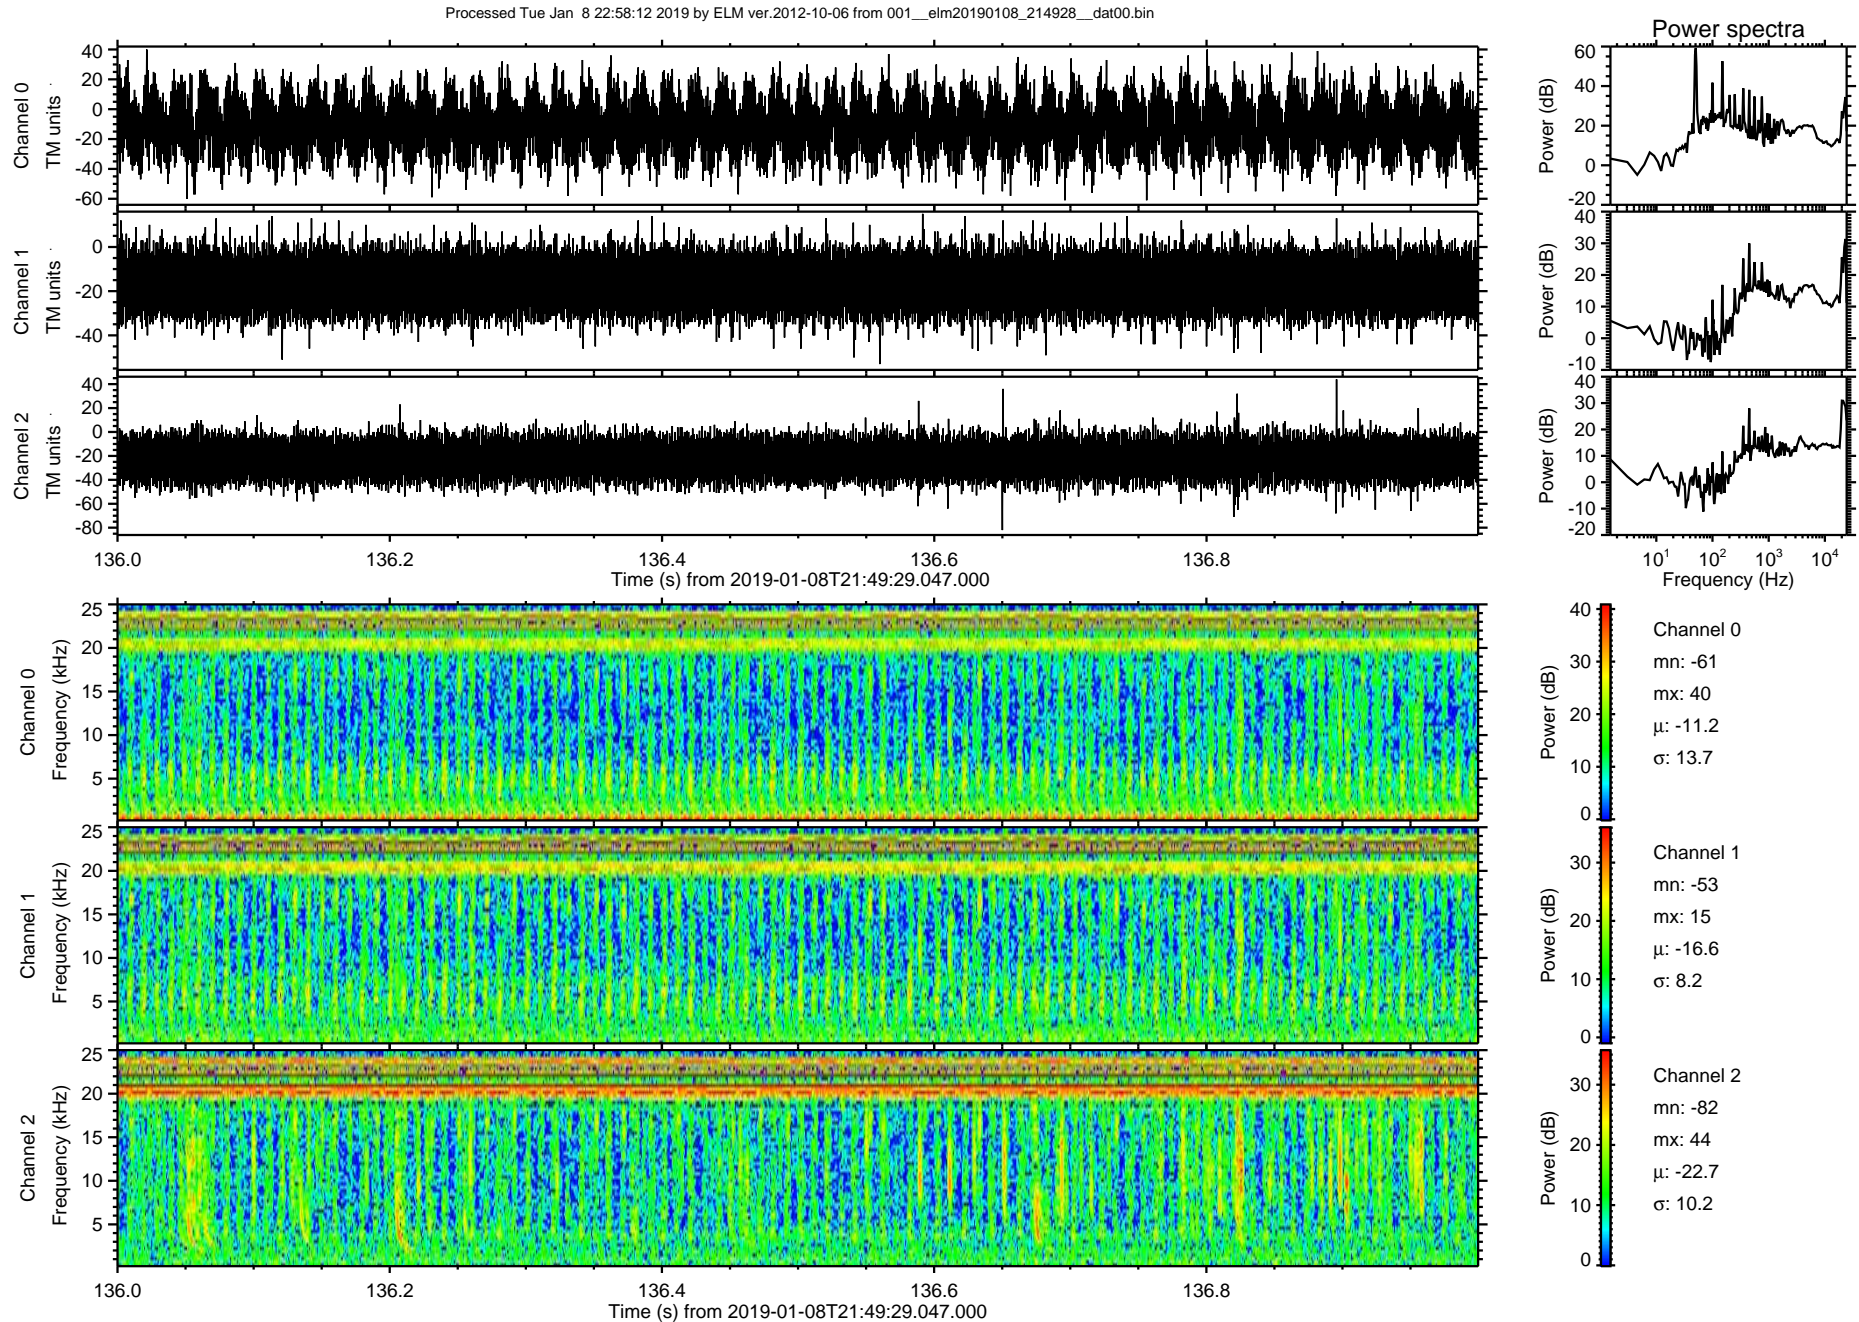 Processed Tue Jan  8 22:58:12 2019 by ELM ver.2012-10-06 from 001__elm20190108_214928__dat00.bin
Power spectra
Channel 0
TM units
40
20
0
-20
-40
-60
Power (dB)
60
40
20
0
-20
Channel 1
TM units
0
-20
-40
Power (dB)
40
30
20
10
0
-10
Channel 2
TM units
40
20
0
-20
-40
-60
-80
Power (dB)
40
30
20
10
0
-10
-20
136.0 136.2 136.4 136.6 136.8
Time (s) from 2019-01-08T21:49:29.047.000
10^1 10^2 10^3 10^4
Frequency (Hz)
Channel 0
Frequency (kHz)
25
20
15
10
5
Power (dB)
40
30
20
10
0
Channel 0
mn: -61
mx: 40
μ: -11.2
σ: 13.7
Channel 1
Frequency (kHz)
25
20
15
10
5
Power (dB)
30
20
10
0
Channel 1
mn: -53
mx: 15
μ: -16.6
σ: 8.2
Channel 2
Frequency (kHz)
25
20
15
10
5
Power (dB)
30
20
10
0
Channel 2
mn: -82
mx: 44
μ: -22.7
σ: 10.2
136.0 136.2 136.4 136.6 136.8
Time (s) from 2019-01-08T21:49:29.047.000